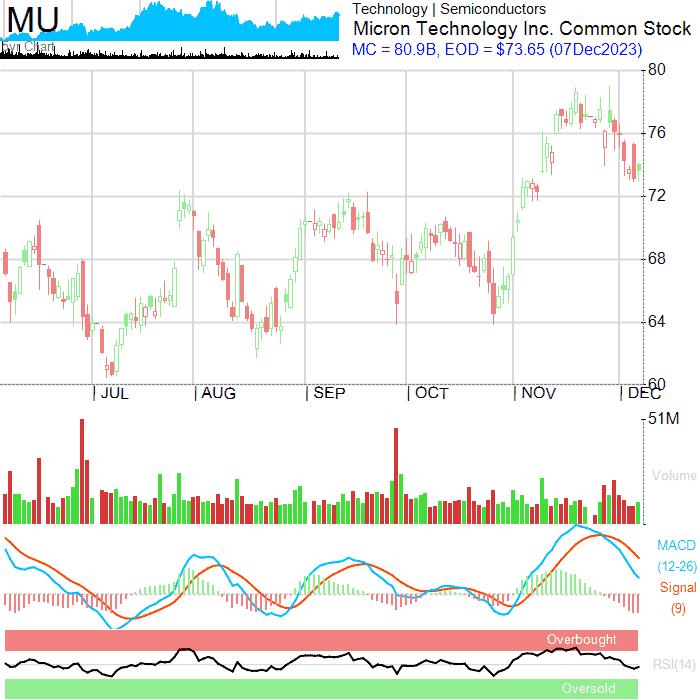 MU
by i Chart
Technology | Semiconductors
Micron Technology Inc. Common Stock
MC = 80.9B, EOD = $73.65 (07Dec2023)
80
76
72
68
64
60
| JUL | AUG | SEP | OCT | NOV | DEC
51M
Volume
MACD
(12-26)
Signal
(9)
Overbought
RSI(14)
Oversold